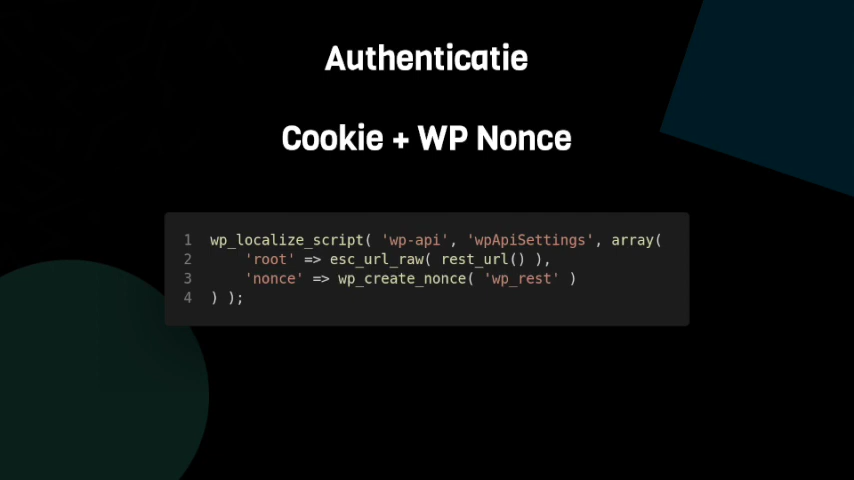 Authenticatie
Cookie + WP Nonce
1 wp_localize_script( 'wp-api', 'wpApiSettings', array(
2     'root' => esc_url_raw( rest_url() ),
3     'nonce' => wp_create_nonce( 'wp_rest' )
4 ) );